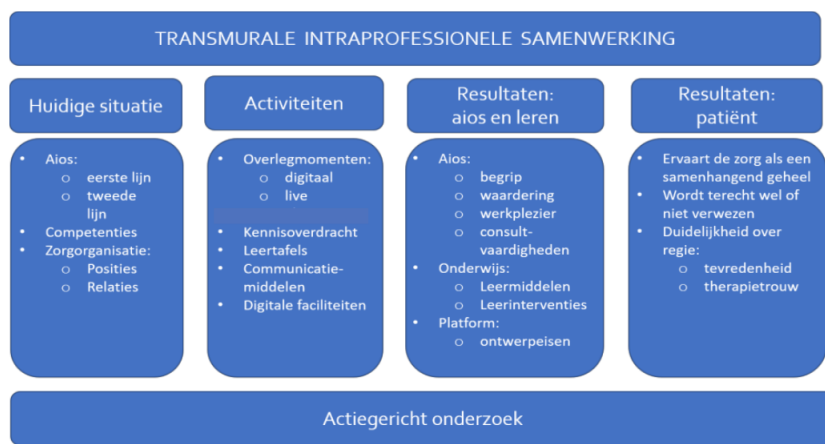 TRANSMURALE INTRAPROFESSIONELE SAMENWERKING
Huidige situatie
• Aios:
o eerste lijn
o tweede
lijn
• Competenties
• Zorgorganisatie:
o Posities
o Relaties
Activiteiten
• Overlegmomenten:
o digitaal
o live
• Kennisoverdracht
• Leertafels
• Communicatie-
middelen
• Digitale faciliteiten
Resultaten:
aios en leren
• Aios:
o begrip
o waardering
o werkplezier
o consult-
vaardigheden
• Onderwijs:
o Leermiddelen
o Leerinterventies
• Platform:
o ontwerpeisen
Resultaten:
patiënt
• Ervaart de zorg als een
samenhangend geheel
• Wordt terecht wel of
niet verwezen
• Duidelijkheid over
regie:
o tevredenheid
o therapietrouw
Actiegericht onderzoek